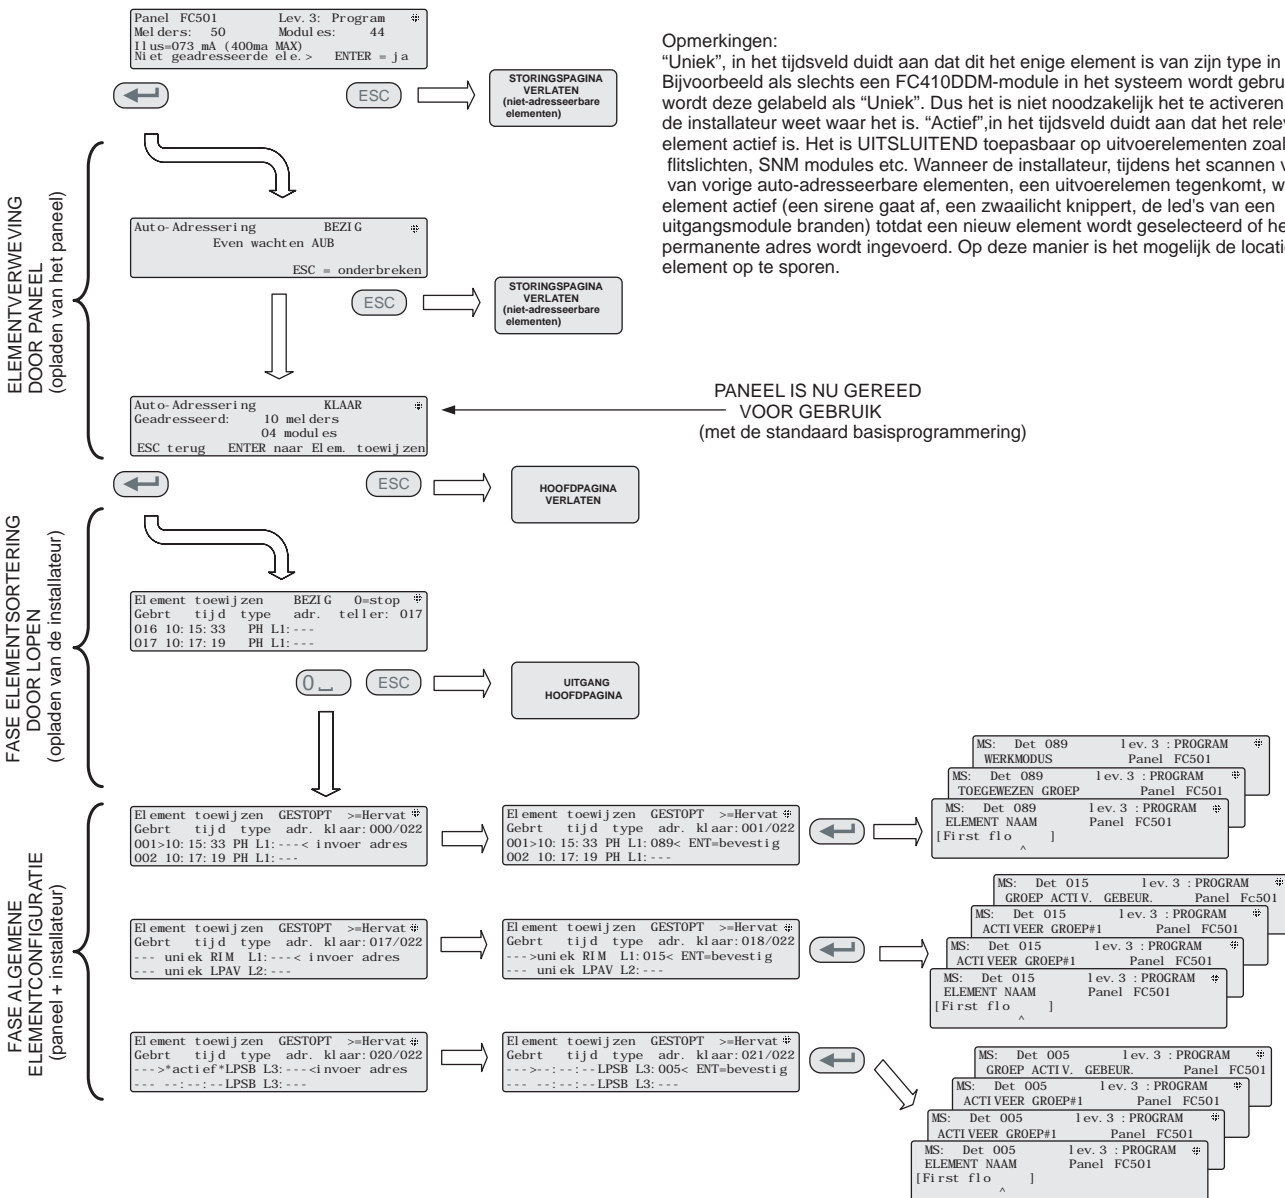 Panel FC501 Lev. 3: Program
Melders: 50 Modules: 44
Ilus=073 mA (400ma MAX)
Niet geadresseerde ele.> ENTER = ja
ESC
STORINGSPAGINA
VERLATEN
(niet-adresseerbare
elementen)
Opmerkingen:
“Uniek”, in het tijdsveld duidt aan dat dit het enige element is van zijn type in
Bijvoorbeeld als slechts een FC410DDM-module in het systeem wordt gebru
wordt deze gelabeld als “Uniek”. Dus het is niet noodzakelijk het te activeren
de installateur weet waar het is. “Actief”,in het tijdsveld duidt aan dat het
element actief is. Het is UITSLUITEND toepasbaar op uitvoerelementen
flitslichten, SNM modules etc. Wanneer de installateur, tijdens het scannen
van vorige auto-adresseerbare elementen, een uitvoerelemen tegenkomt,
element actief (een sirene gaat af, een zwaailicht knippert, de led's van een
uitgangsmodule branden) totdat een nieuw element wordt geselecteerd of
permanente adres wordt ingevoerd. Op deze manier is het mogelijk de
element op te sporen.
ELEMENTVERWEVING
DOOR PANEEL
(opladen van het paneel)
Auto-Adressering BEZIG
Even wachten AUB
ESC = onderbreken
ESC
STORINGSPAGINA
VERLATEN
(niet-adresseerbare
elementen)
Auto-Adressering KLAAR
Geadresseerd: 10 melders
04 modules
ESC terug ENTER naar Elem. toewijzen
PANEEL IS NU GEREED
VOOR GEBRUIK
(met de standaard basisprogrammering)
ESC
HOOFDPAGINA
VERLATEN
FASE ELEMENTSORTERING
DOOR LOPEN
(opladen van de installateur)
Element toewijzen BEZIG 0=stop
Gebrt tijd type adr. teller: 017
016 10:15:33 PH L1:---
017 10:17:19 PH L1:---
0
ESC
UITGANG
HOOFDPAGINA
FASE ALGEMENE
ELEMENTCONFIGURATIE
(paneel + installateur)
Element toewijzen GESTOPT >=Hervat
Gebrt tijd type adr. klaar:000/022
001>10:15:33 PH L1:---< invoer adres
002 10:17:19 PH L1:---
Element toewijzen GESTOPT >=Hervat
Gebrt tijd type adr. klaar:001/022
001>10:15:33 PH L1:089< ENT=bevestig
002 10:17:19 PH L1:---
MS: Det 089 lev. 3 : PROGRAM
WERKMODUS Panel FC501
MS: Det 089 lev. 3 : PROGRAM
TOEGEWEZEN GROEP Panel FC501
MS: Det 089 lev. 3 : PROGRAM
ELEMENT NAAM Panel FC501
[First flo ]
^
Element toewijzen GESTOPT >=Hervat
Gebrt tijd type adr. klaar:017/022
--- uniek RIM L1:---< invoer adres
--- uniek LPAV L2:---
Element toewijzen GESTOPT >=Hervat
Gebrt tijd type adr. klaar:018/022
--->uniek RIM L1:015< ENT=bevestig
--- uniek LPAV L2:---
MS: Det 015 lev. 3 : PROGRAM
GROEP ACTIV. GEBEUR. Panel Fc501
MS: Det 015 lev. 3 : PROGRAM
ACTIVEER GROEP#1 Panel FC501
MS: Det 015 lev. 3 : PROGRAM
ACTIVEER GROEP#1 Panel FC501
MS: Det 015 lev. 3 : PROGRAM
ELEMENT NAAM Panel FC501
[First flo ]
^
Element toewijzen GESTOPT >=Hervat
Gebrt tijd type adr. klaar:020/022
--->*actief*LPSB L3:---<invoer adres
--- --:--:--LPSB L3:---
Element toewijzen GESTOPT >=Hervat
Gebrt tijd type adr. klaar:021/022
--->--:--:--LPSB L3:005< ENT=bevestig
--- --:--:--LPSB L3:---
MS: Det 005 lev. 3 : PROGRAM
GROEP ACTIV. GEBEUR. Panel FC501
MS: Det 005 lev. 3 : PROGRAM
ACTIVEER GROEP#1 Panel FC501
MS: Det 005 lev. 3 : PROGRAM
ACTIVEER GROEP#1 Panel FC501
MS: Det 005 lev. 3 : PROGRAM
ELEMENT NAAM Panel FC501
[First flo ]
^